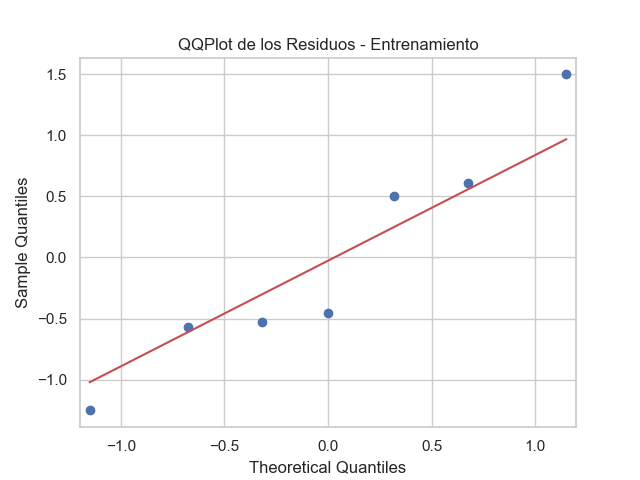 QQPlot de los Residuos - Entrenamiento
1.5
1.0
0.5
0.0
−0.5
−1.0
Sample Quantiles
−1.0 −0.5 0.0 0.5 1.0
Theoretical Quantiles